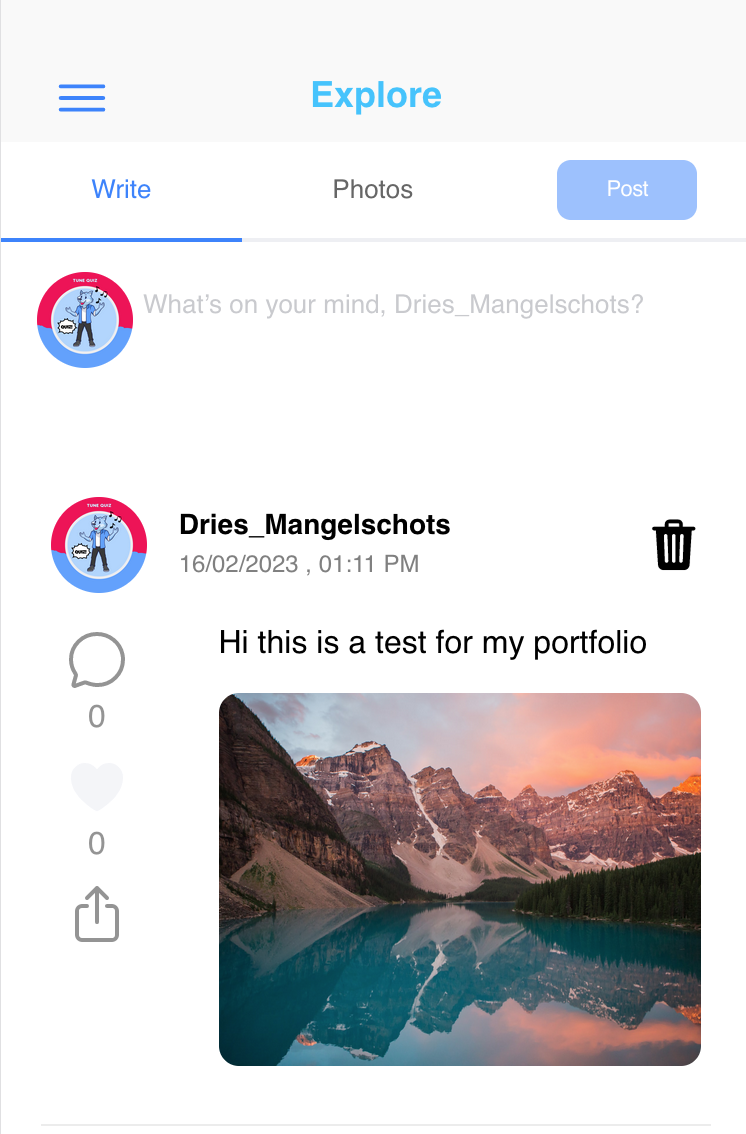 Explore
Write
Photos
Post
TUNE QUIZ
QUIZ!
What’s on your mind, Dries_Mangelschots?
TUNE QUIZ
QUIZ!
Dries_Mangelschots
16/02/2023 , 01:11 PM
Hi this is a test for my portfolio
0
0